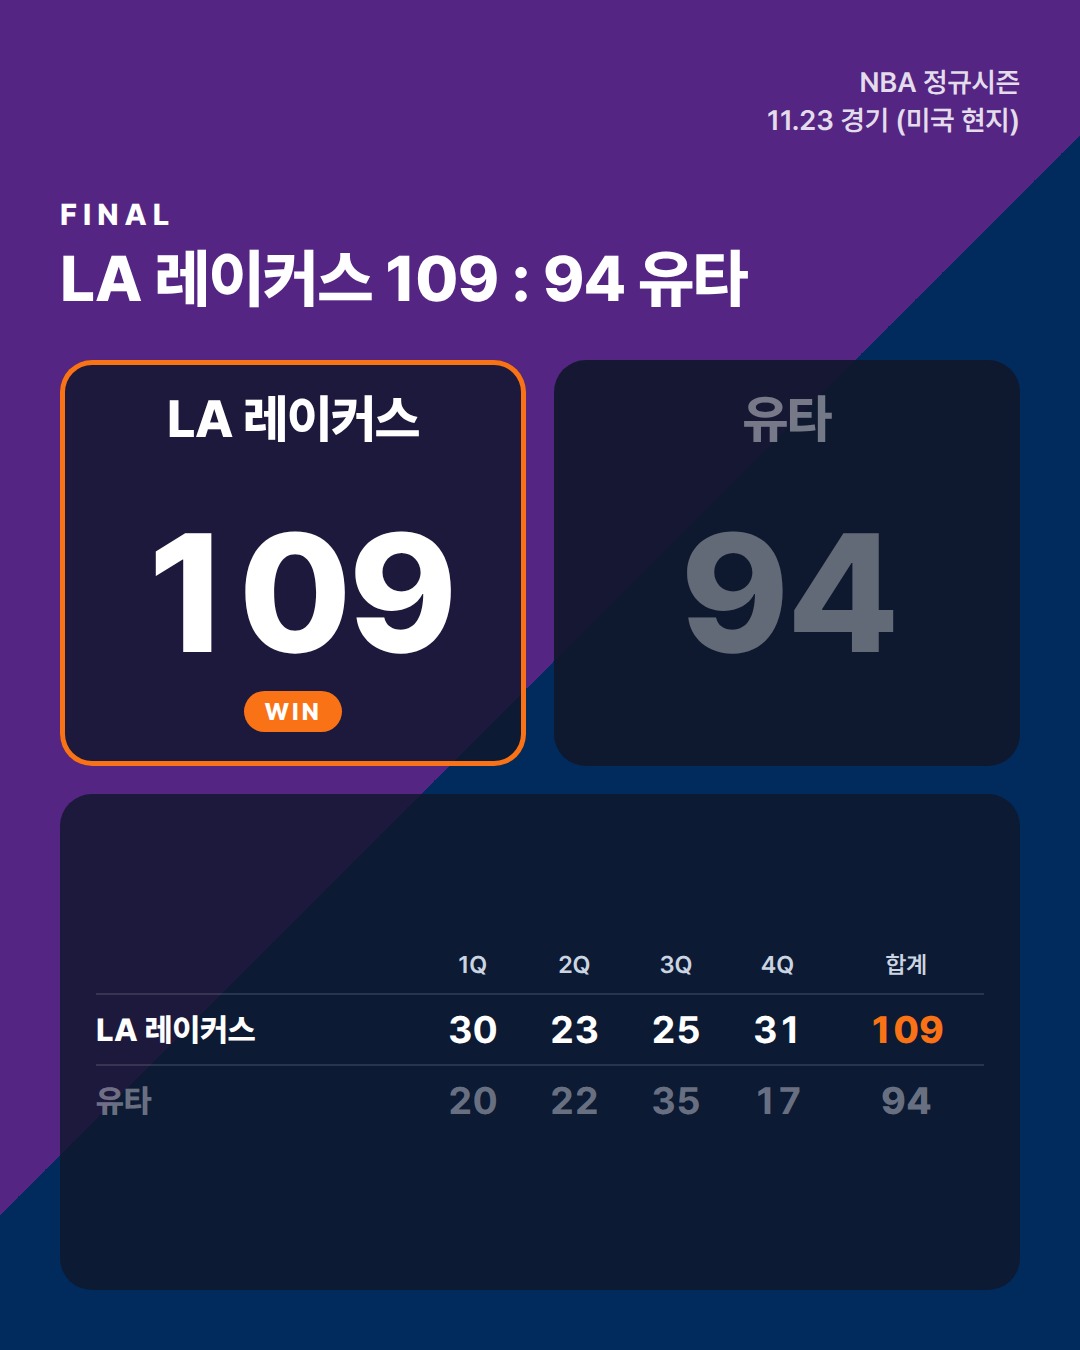 NBA 정규시즌
11.23 경기 (미국 현지)
FINAL
LA 레이커스 109 : 94 유타
LA 레이커스
109
WIN
유타
94
1Q 2Q 3Q 4Q 합계
LA 레이커스 30 23 25 31 109
유타 20 22 35 17 94